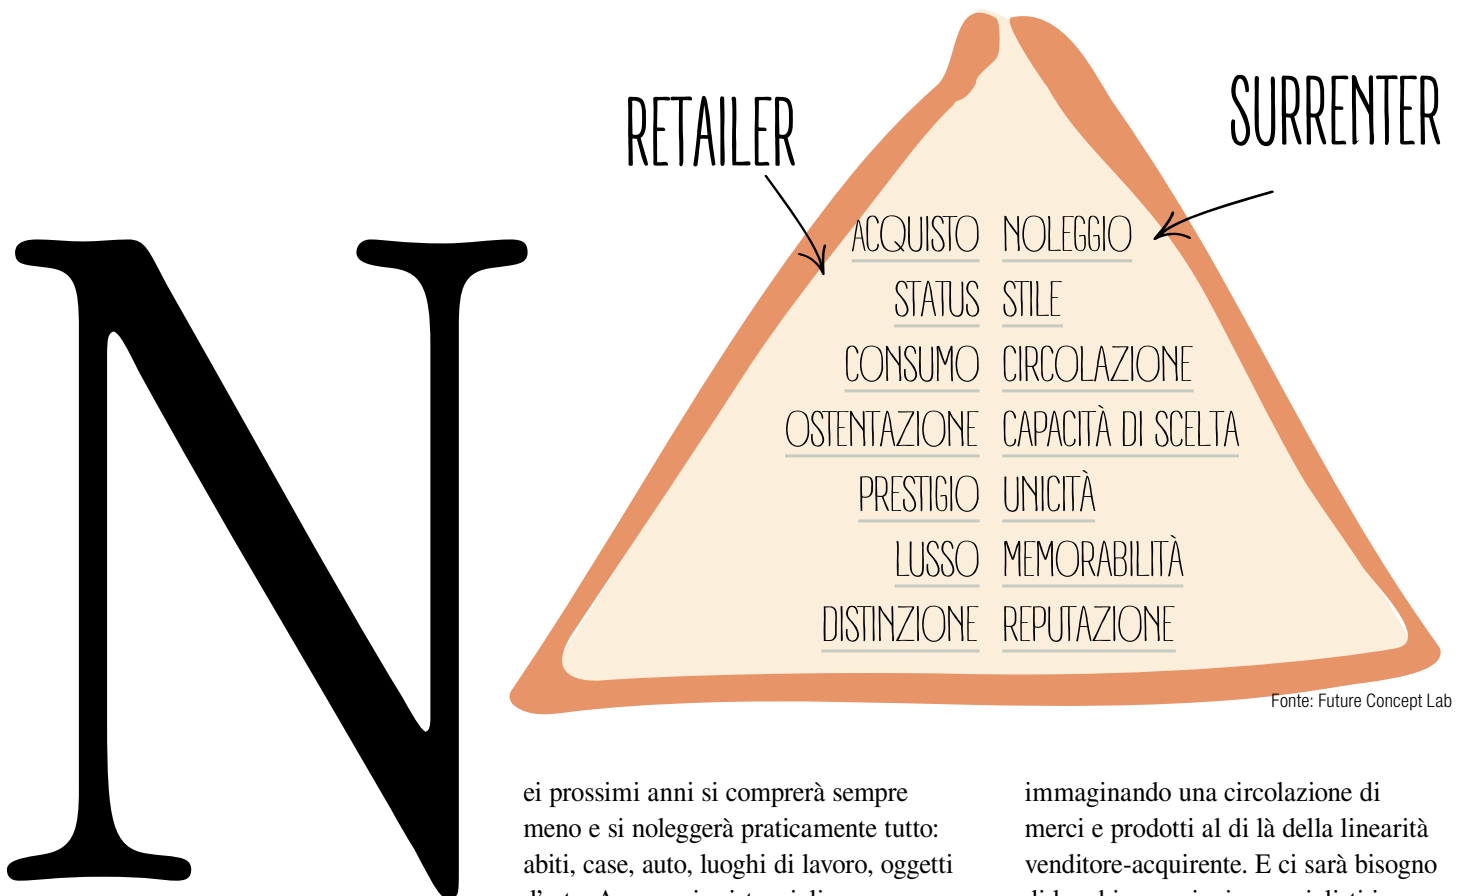 RETAILER
SURRENTER
ACQUISTO NOLEGGIO
STATUS STILE
CONSUMO CIRCOLAZIONE
OSTENTAZIONE CAPACITÀ DI SCELTA
PRESTIGIO UNICITÀ
LUSSO MEMORABILITÀ
DISTINZIONE REPUTAZIONE
Fonte: Future Concept Lab
N
ei prossimi anni si comprerà sempre
meno e si noleggerà praticamente tutto:
abiti, case, auto, luoghi di lavoro, oggetti
immaginando una circolazione di
merci e prodotti al di là della linearità
venditore-acquirente. E ci sarà bisogno